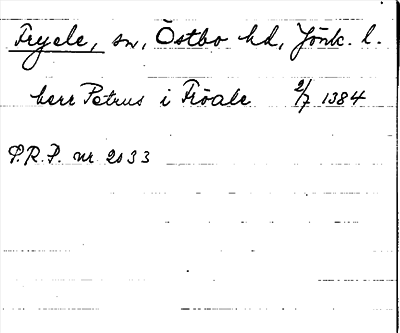 Fryele, sn, Östbo hd, Jönk. l.
herr Petrus i Fröale 2/7 1384
P.R.P. nr 2033